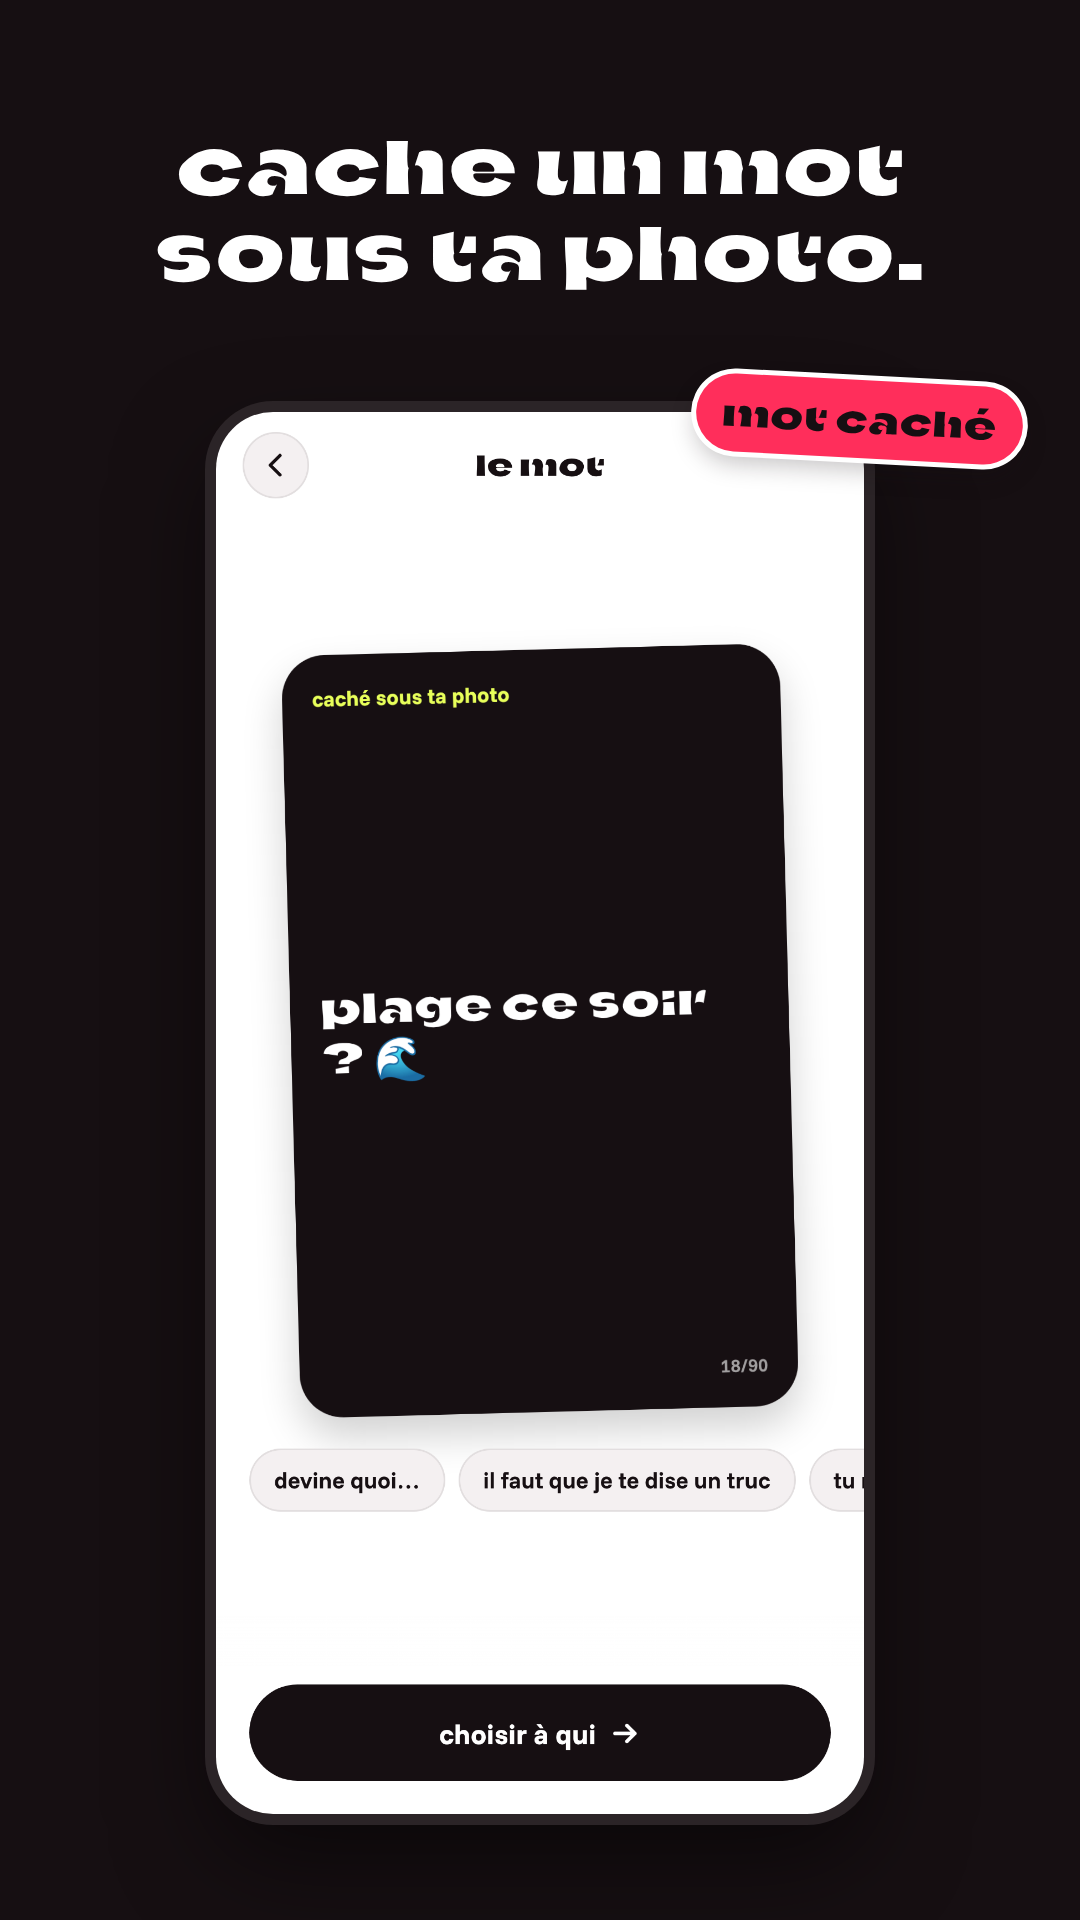 cache un mot
sous ta photo.
mot caché
le mot
caché sous ta photo
plage ce soir
? 🌊
18/90
devine quoi...
il faut que je te dise un truc
tu
choisir à qui →